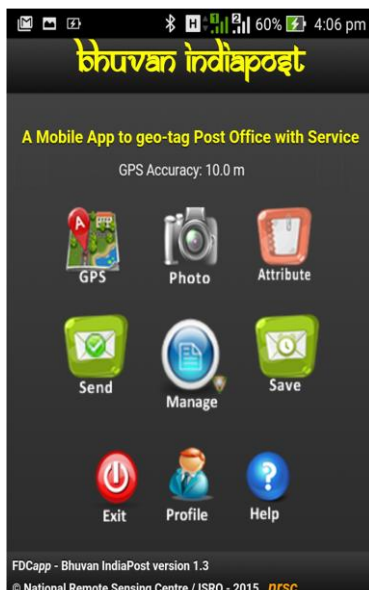 60% 4:06 pm
bhuvan indiapost
A Mobile App to geo-tag Post Office with Service
GPS Accuracy: 10.0 m
A
GPS Photo Attribute
Send Manage Save
Exit Profile Help
FDCapp - Bhuvan IndiaPost version 1.3
© National Remote Sensing Centre / ISRO - 2015 nrsc